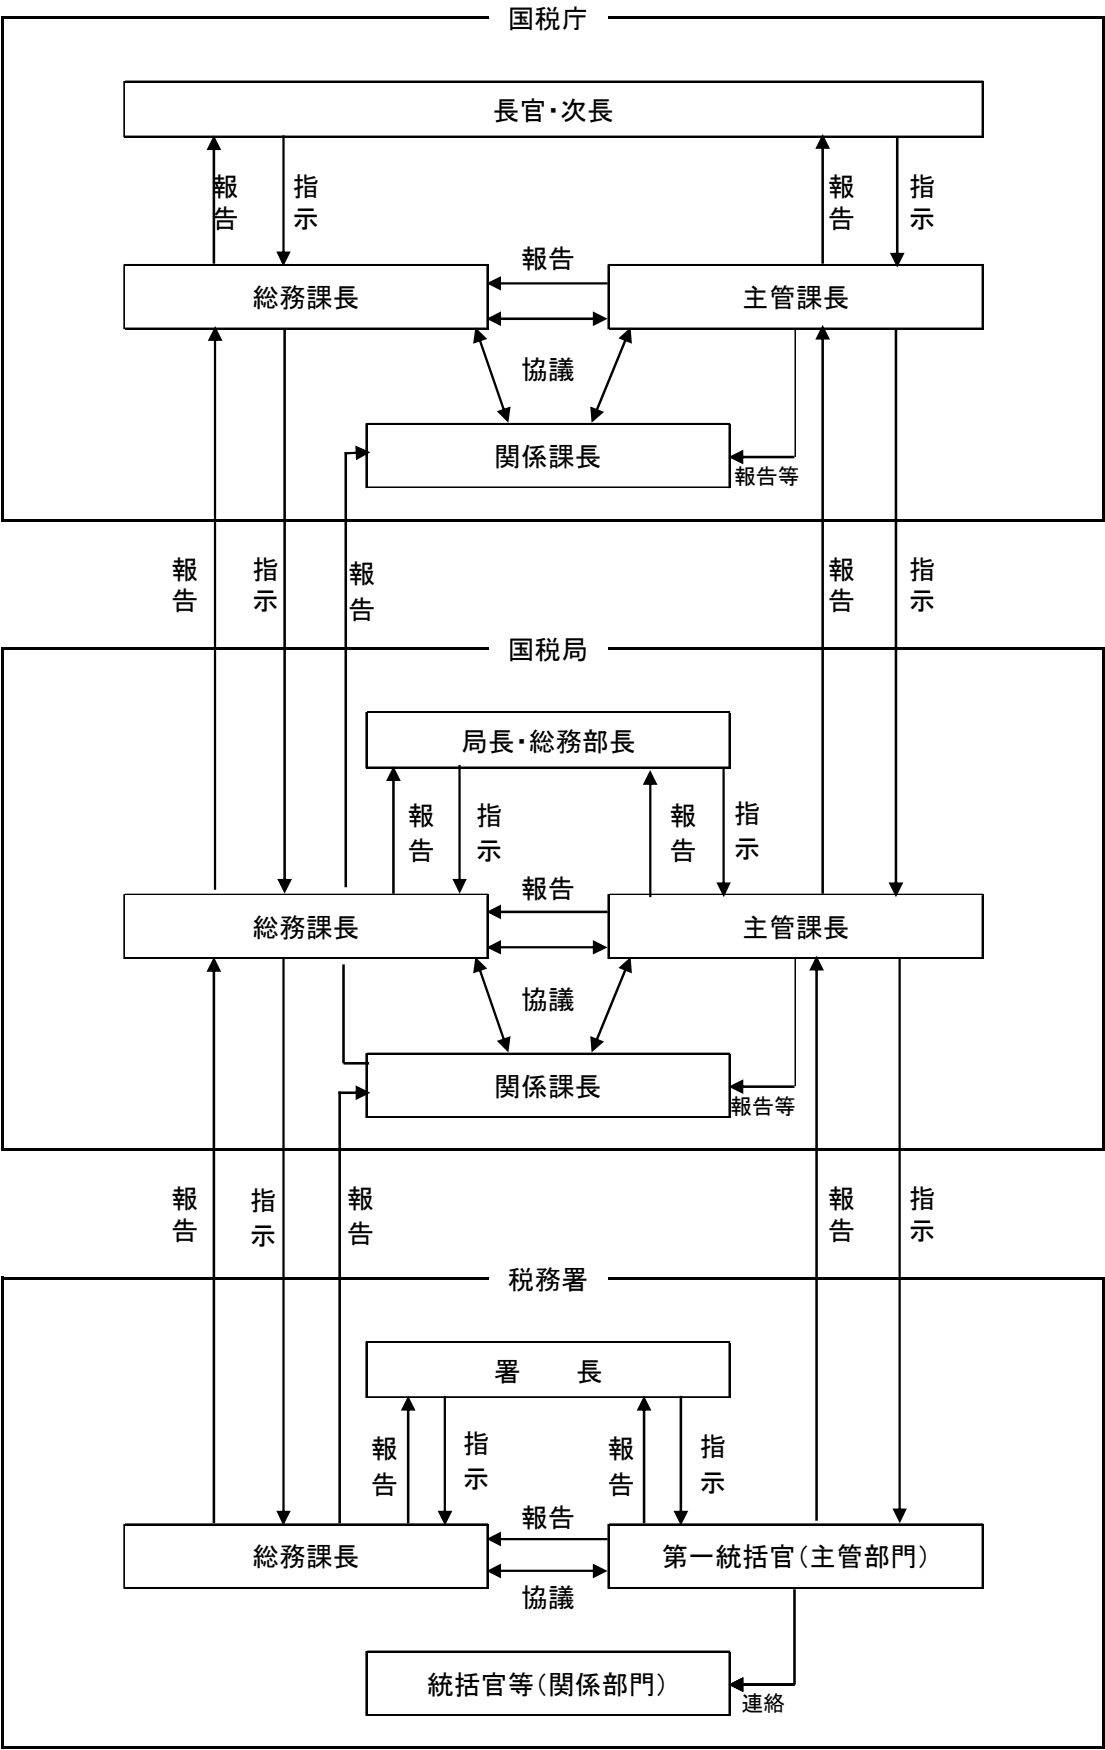 国税庁
長官・次長
報告
指示
報告
指示
報告
総務課長
主管課長
協議
関係課長
報告等
報告
指示
報告
報告
指示
国税局
局長・総務部長
報告
指示
報告
指示
報告
総務課長
主管課長
協議
関係課長
報告等
報告
指示
報告
報告
指示
税務署
署　長
報告
指示
報告
指示
報告
総務課長
第一統括官（主管部門）
協議
統括官等（関係部門）
連絡